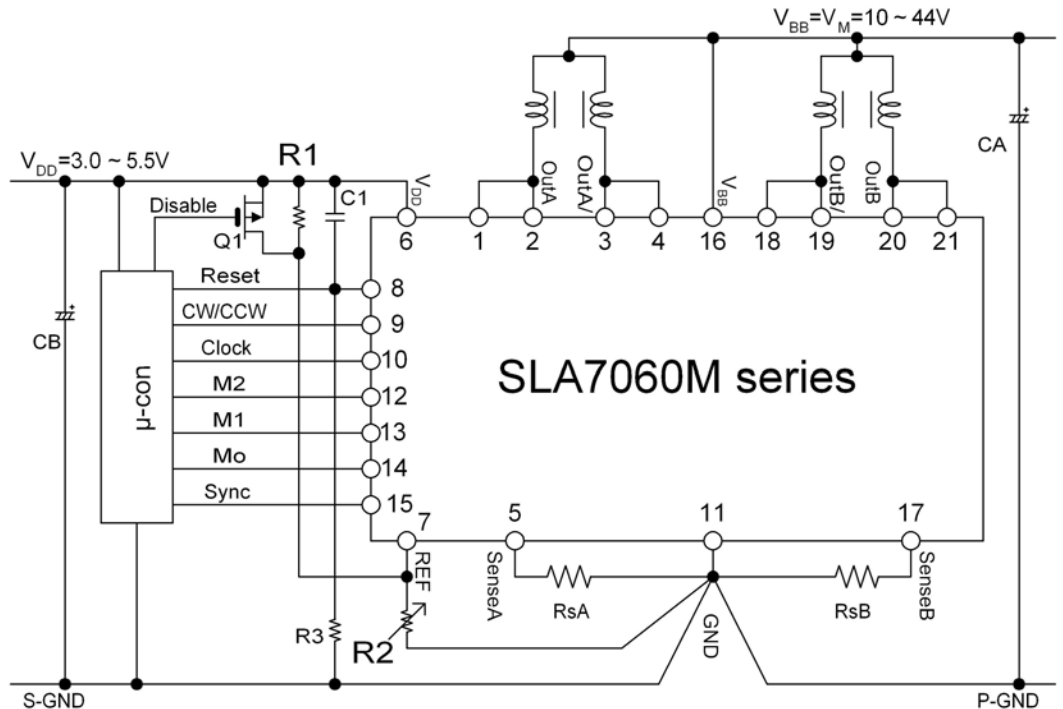 VBB=VM=10 ~ 44V
CA
VDD=3.0 ~ 5.5V
R1
C1
VDD
OutA
OutA/
VBB
OutB/
OutB
Disable
Q1
6 1 2 3 4 16 18 19 20 21
Reset 8
CW/CCW 9
Clock 10
M2 12
M1 13
Mo 14
Sync 15
CB
μ-con
SLA7060M series
7 5 11 17
REF
SenseA
RsA
GND
RsB
SenseB
R3
R2
S-GND
P-GND